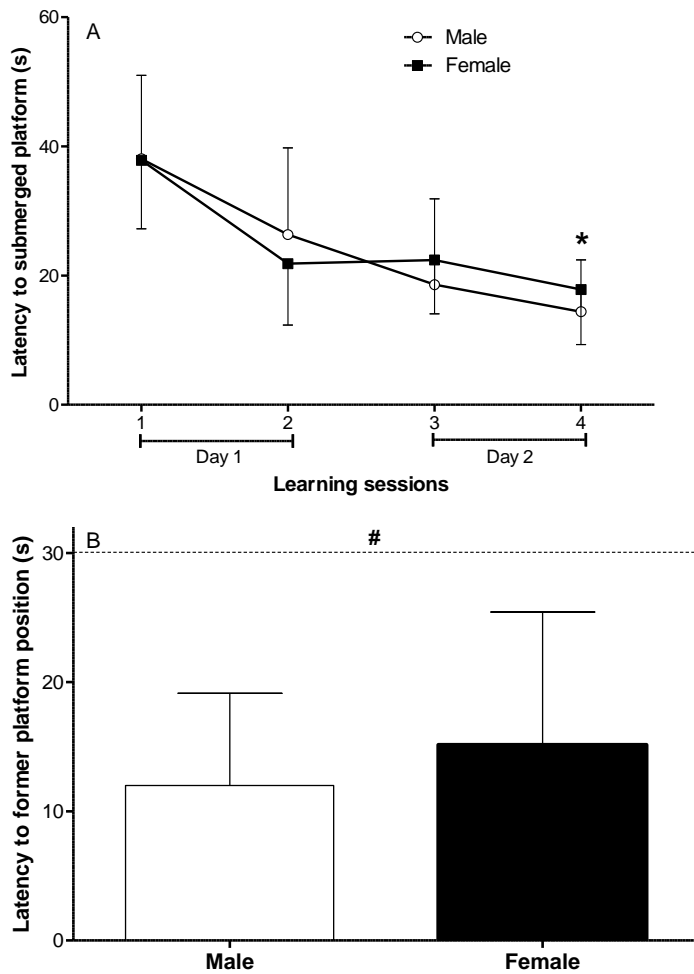 A
Male
Female
Latency to submerged platform (s)
60
40
20
0
*
1 2 3 4
Day 1 Day 2
Learning sessions
B
#
Latency to former platform position (s)
30
20
10
0
Male Female